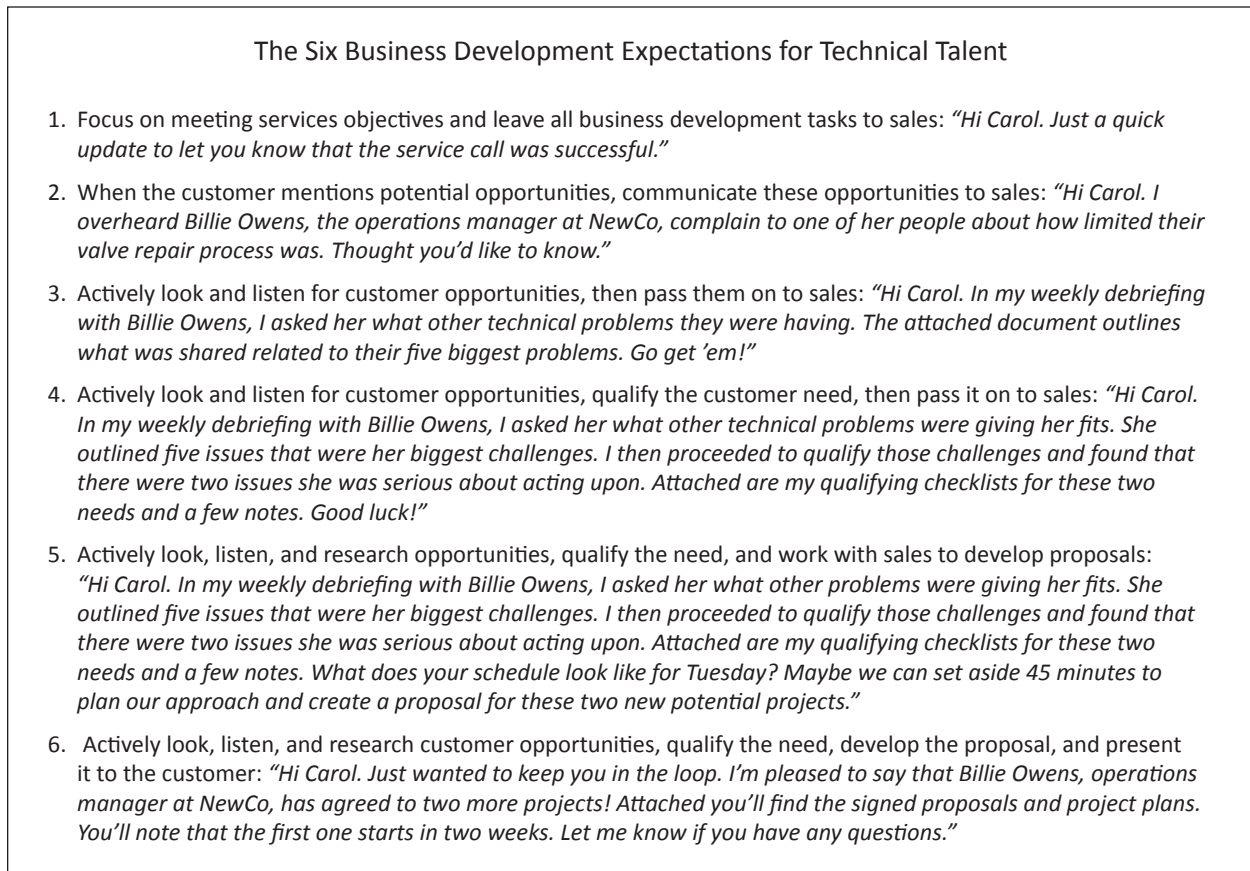 The Six Business Development Expectations for Technical Talent
1. Focus on meeting services objectives and leave all business development tasks to sales: “Hi Carol. Just a quick
update to let you know that the service call was successful.”
2. When the customer mentions potential opportunities, communicate these opportunities to sales: “Hi Carol. I
overheard Billie Owens, the operations manager at NewCo, complain to one of her people about how limited their
valve repair process was. Thought you’d like to know.”
3. Actively look and listen for customer opportunities, then pass them on to sales: “Hi Carol. In my weekly debriefing
with Billie Owens, I asked her what other technical problems they were having. The attached document outlines
what was shared related to their five biggest problems. Go get ’em!”
4. Actively look and listen for customer opportunities, qualify the customer need, then pass it on to sales: “Hi Carol.
In my weekly debriefing with Billie Owens, I asked her what other technical problems were giving her fits. She
outlined five issues that were her biggest challenges. I then proceeded to qualify those challenges and found that
there were two issues she was serious about acting upon. Attached are my qualifying checklists for these two
needs and a few notes. Good luck!”
5. Actively look, listen, and research opportunities, qualify the need, and work with sales to develop proposals:
“Hi Carol. In my weekly debriefing with Billie Owens, I asked her what other problems were giving her fits. She
outlined five issues that were her biggest challenges. I then proceeded to qualify those challenges and found that
there were two issues she was serious about acting upon. Attached are my qualifying checklists for these two
needs and a few notes. What does your schedule look like for Tuesday? Maybe we can set aside 45 minutes to
plan our approach and create a proposal for these two new potential projects.”
6. Actively look, listen, and research customer opportunities, qualify the need, develop the proposal, and present
it to the customer: “Hi Carol. Just wanted to keep you in the loop. I’m pleased to say that Billie Owens, operations
manager at NewCo, has agreed to two more projects! Attached you’ll find the signed proposals and project plans.
You’ll note that the first one starts in two weeks. Let me know if you have any questions.”